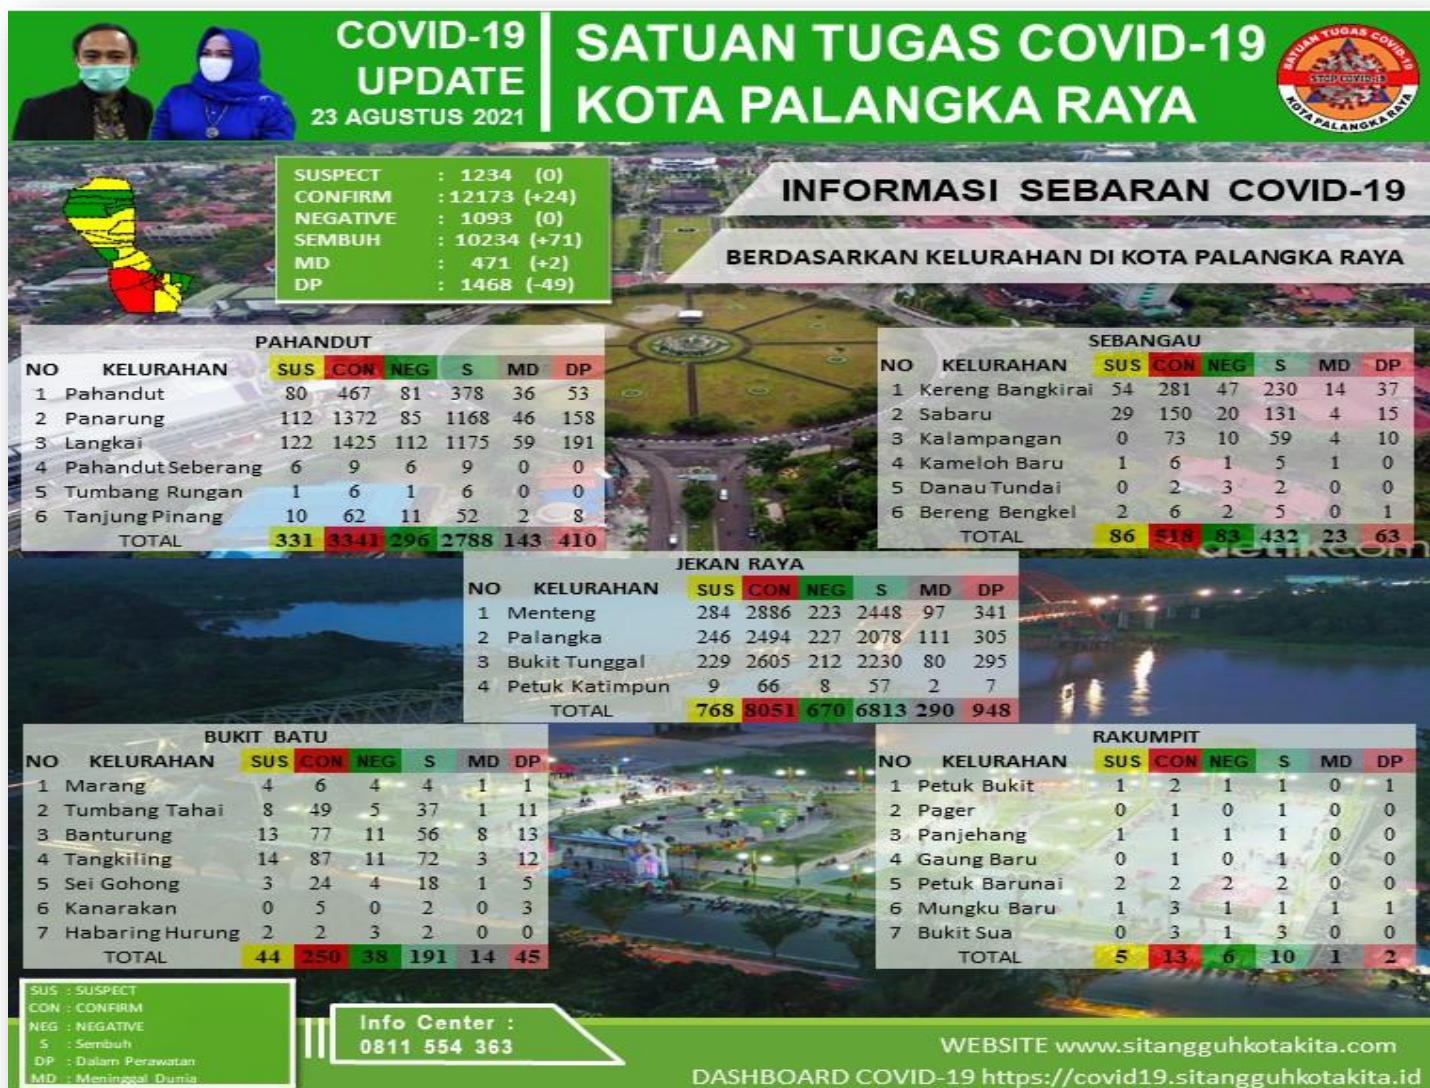 COVID-19
UPDATE
23 AGUSTUS 2021
SATUAN TUGAS COVID-19
KOTA PALANGKA RAYA
SATUAN TUGAS COVID-19
STOP COVID-19
KOTA PALANGKA RAYA
SUSPECT : 1234 (0)
CONFIRM : 12173 (+24)
NEGATIVE : 1093 (0)
SEMBUH : 10234 (+71)
MD : 471 (+2)
DP : 1468 (-49)
INFORMASI SEBARAN COVID-19
BERDASARKAN KELURAHAN DI KOTA PALANGKA RAYA
PAHANDUT
NO KELURAHAN SUS CON NEG S MD DP
1 Pahandut 80 467 81 378 36 53
2 Panarung 112 1372 85 1168 46 158
3 Langkai 122 1425 112 1175 59 191
4 Pahandut Seberang 6 9 6 9 0 0
5 Tumbang Rungan 1 6 1 6 0 0
6 Tanjung Pinang 10 62 11 52 2 8
TOTAL 331 3341 296 2788 143 410
SEBANGAU
NO KELURAHAN SUS CON NEG S MD DP
1 Kereng Bangkirai 54 281 47 230 14 37
2 Sabaru 29 150 20 131 4 15
3 Kalampangan 0 73 10 59 4 10
4 Kameloh Baru 1 6 1 5 1 0
5 Danau Tundai 0 2 3 2 0 0
6 Bereng Bengkel 2 6 2 5 0 1
TOTAL 86 518 83 432 23 63
detikcom
JEKAN RAYA
NO KELURAHAN SUS CON NEG S MD DP
1 Menteng 284 2886 223 2448 97 341
2 Palangka 246 2494 227 2078 111 305
3 Bukit Tunggal 229 2605 212 2230 80 295
4 Petuk Katimpun 9 66 8 57 2 7
TOTAL 768 8051 670 6813 290 948
BUKIT BATU
NO KELURAHAN SUS CON NEG S MD DP
1 Marang 4 6 4 4 1 1
2 Tumbang Tahai 8 49 5 37 1 11
3 Banturung 13 77 11 56 8 13
4 Tangkiling 14 87 11 72 3 12
5 Sei Gohong 3 24 4 18 1 5
6 Kanarakan 0 5 0 2 0 3
7 Habaring Hurung 2 2 3 2 0 0
TOTAL 44 250 38 191 14 45
RAKUMPIT
NO KELURAHAN SUS CON NEG S MD DP
1 Petuk Bukit 1 2 1 1 0 1
2 Pager 0 1 0 1 0 0
3 Panjehang 1 1 1 1 0 0
4 Gaung Baru 0 1 0 1 0 0
5 Petuk Barunai 2 2 2 2 0 0
6 Mungku Baru 1 3 1 1 1 1
7 Bukit Sua 0 3 1 3 0 0
TOTAL 5 13 6 10 1 2
SUS : SUSPECT
CON : CONFIRM
NEG : NEGATIVE
S : Sembuh
DP : Dalam Perawatan
MD : Meninggal Dunia
Info Center :
0811 554 363
WEBSITE www.sitangguhkotakita.com
DASHBOARD COVID-19 https://covid19.sitangguhkotakita.id